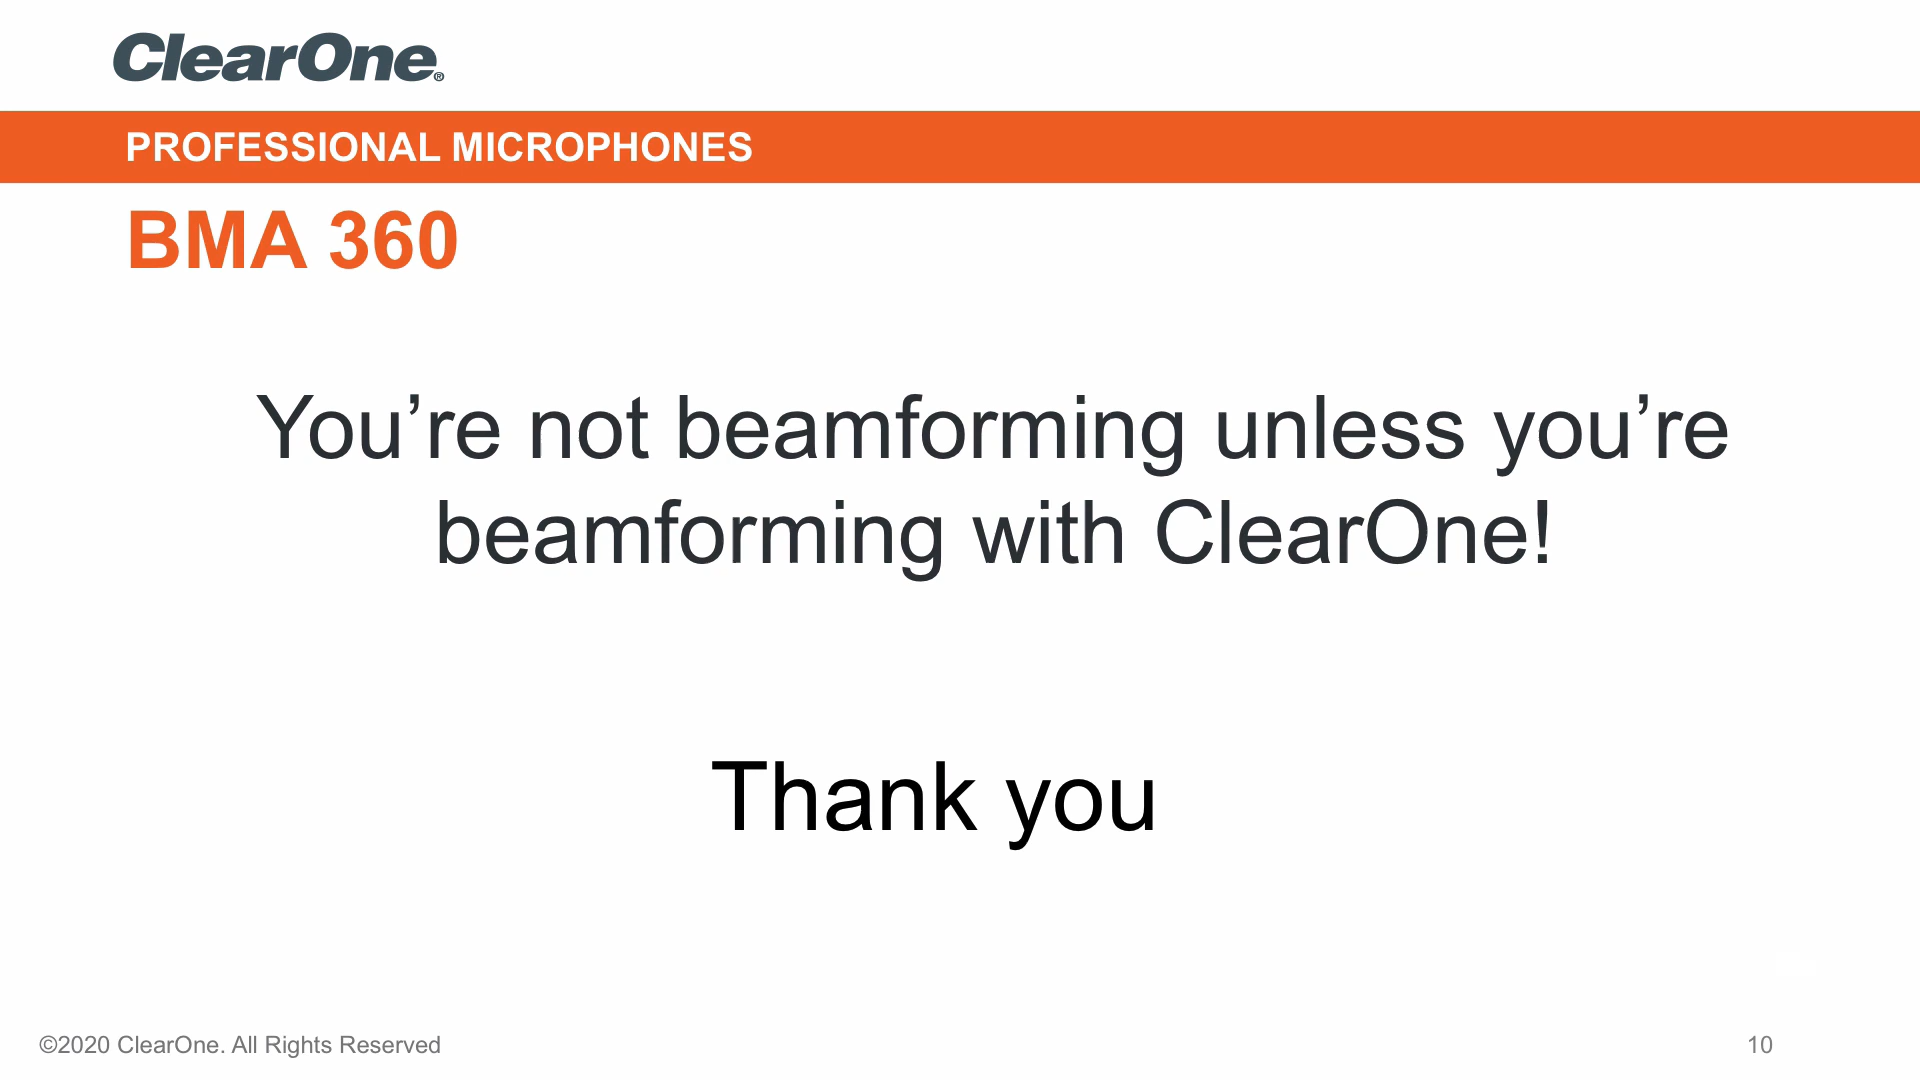 ClearOne®
PROFESSIONAL MICROPHONES
BMA 360
You’re not beamforming unless you’re
beamforming with ClearOne!
Thank you
©2020 ClearOne. All Rights Reserved
10